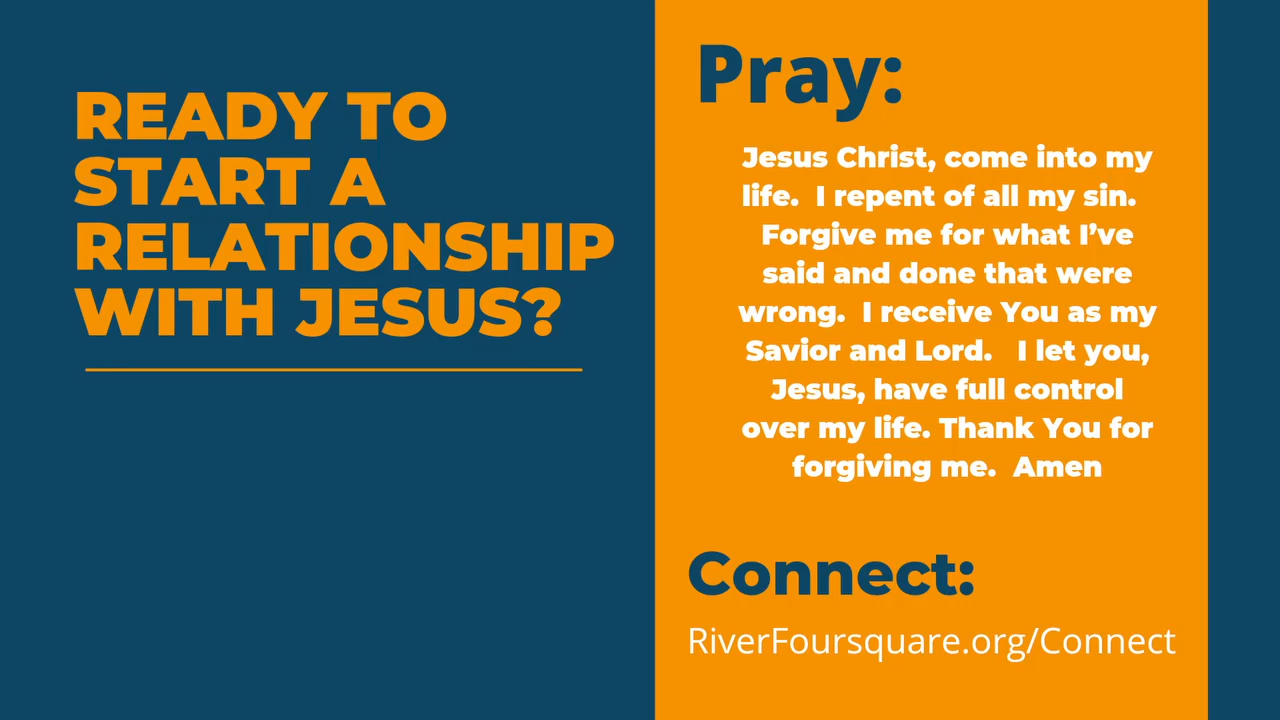 READY TO
START A
RELATIONSHIP
WITH JESUS?
Pray:
Jesus Christ, come into my
life.  I repent of all my sin.
Forgive me for what I’ve
said and done that were
wrong.  I receive You as my
Savior and Lord.   I let you,
Jesus, have full control
over my life. Thank You for
forgiving me.  Amen
Connect:
RiverFoursquare.org/Connect